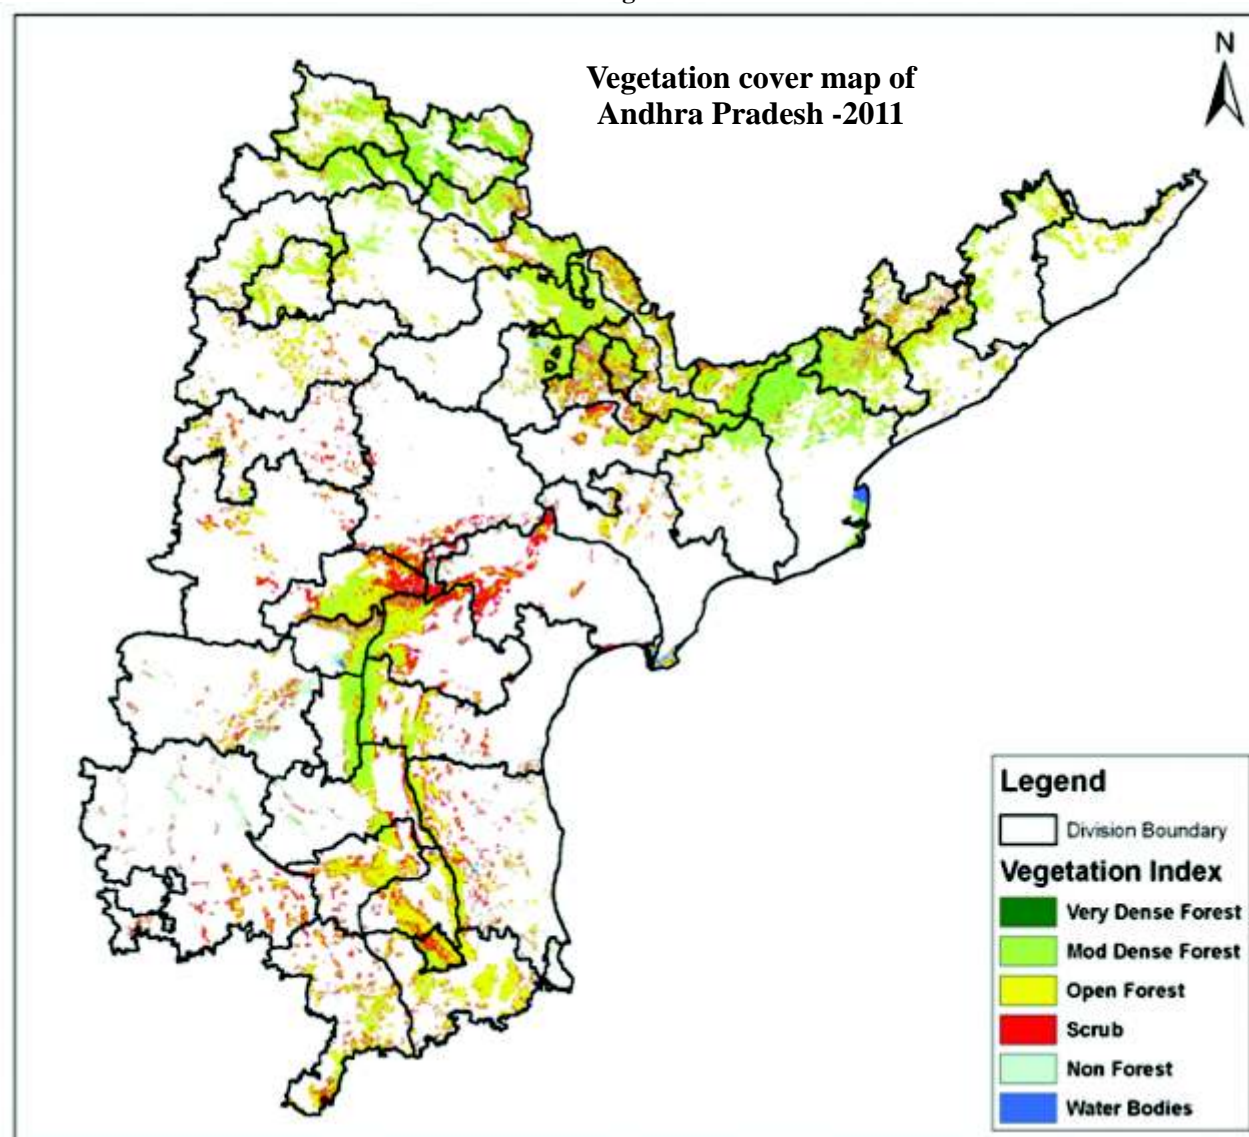 Vegetation cover map of
Andhra Pradesh -2011
N
Legend
Division Boundary
Vegetation Index
Very Dense Forest
Mod Dense Forest
Open Forest
Scrub
Non Forest
Water Bodies